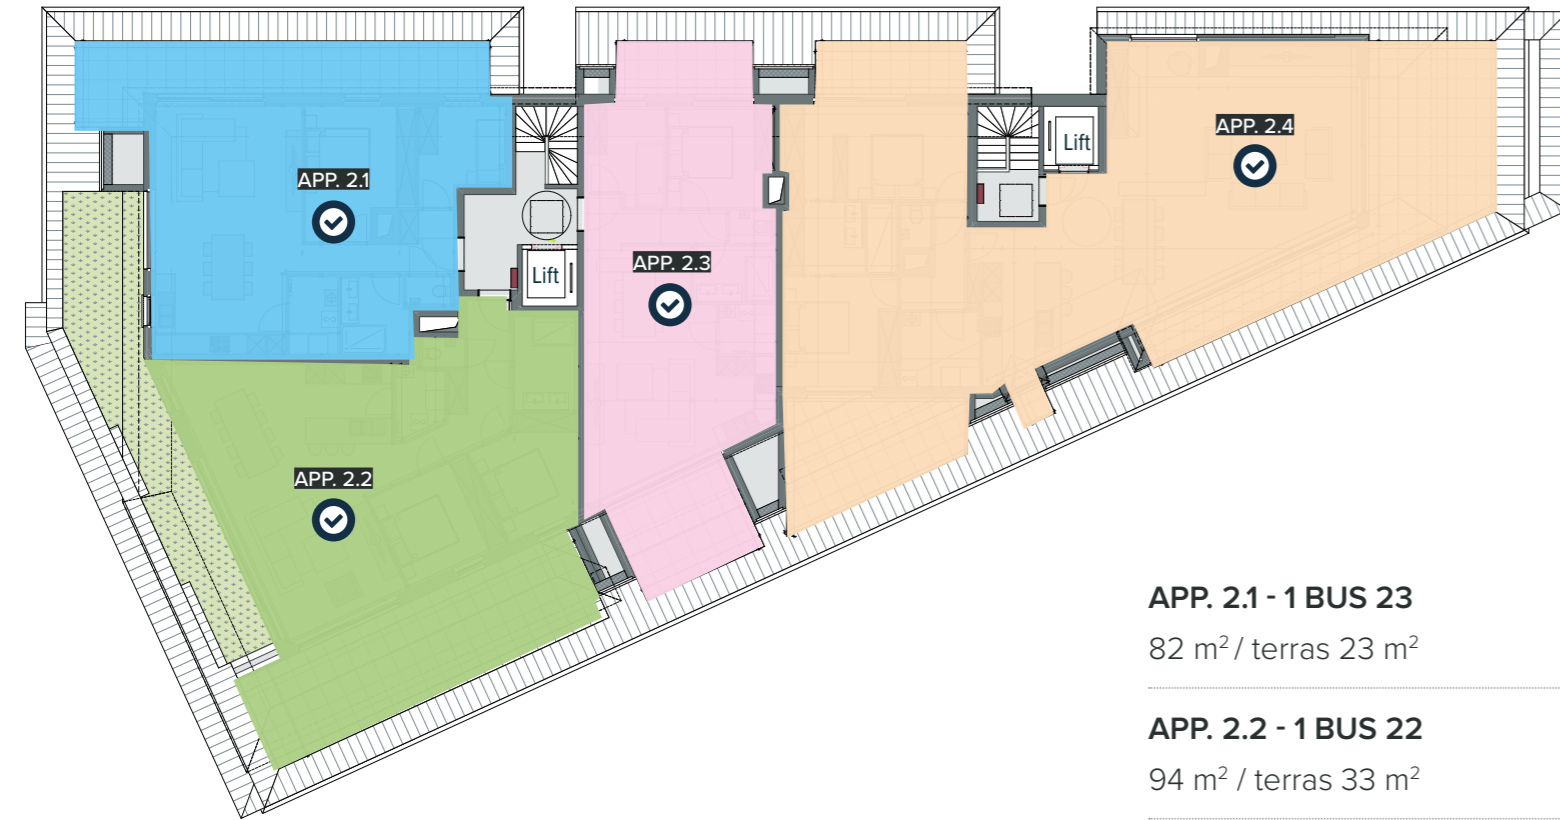 APP. 2.1
APP. 2.4
Lift
Lift
APP. 2.3
APP. 2.2
APP. 2.1 - 1 BUS 23
82 m² / terras 23 m²
APP. 2.2 - 1 BUS 22
94 m² / terras 33 m²